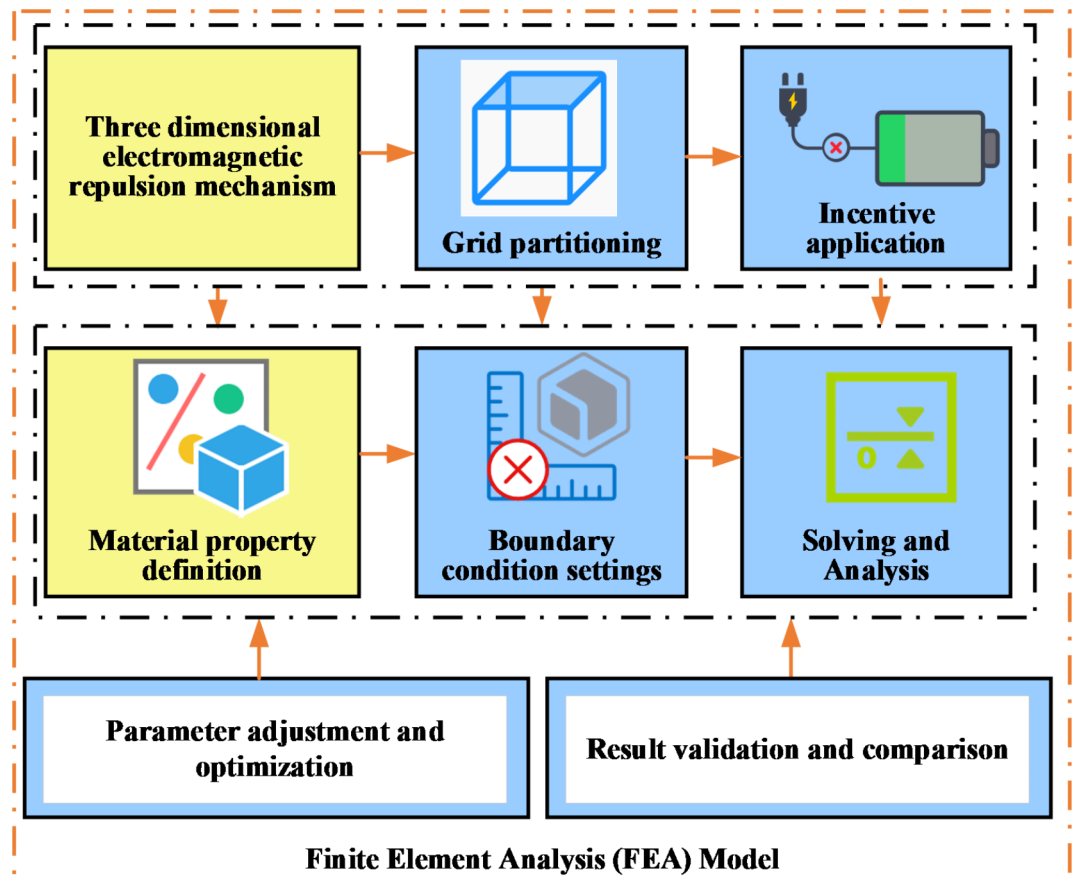 Three dimensional
electromagnetic
repulsion mechanism
Grid partitioning
Incentive
application
Material property
definition
Boundary
condition settings
0
Solving and
Analysis
Parameter adjustment and
optimization
Result validation and comparison
Finite Element Analysis (FEA) Model